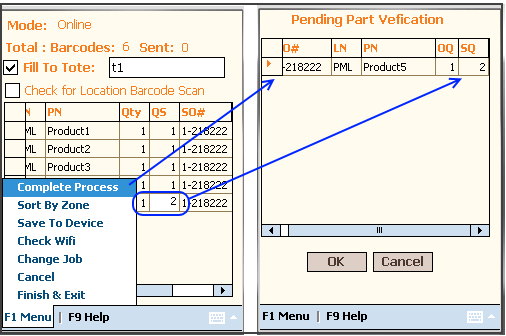 Mode: Online
Total : Barcodes: 6 Sent: 0
Fill To Tote: t1
Check for Location Barcode Scan
N PN Qty QS SO#
ML Product1 1 1 1-218222
ML Product2 1 1 1-218222
ML Product3 1 1 1-218222
1 1 1-218222
1 2 1-218222
Complete Process
Sort By Zone
Save To Device
Check Wifi
Change Job
Cancel
Finish & Exit
F1 Menu | F9 Help
Pending Part Vefication
O# LN PN OQ SQ
-218222 PML Product5 1 2
OK Cancel
F1 Menu | F9 Help